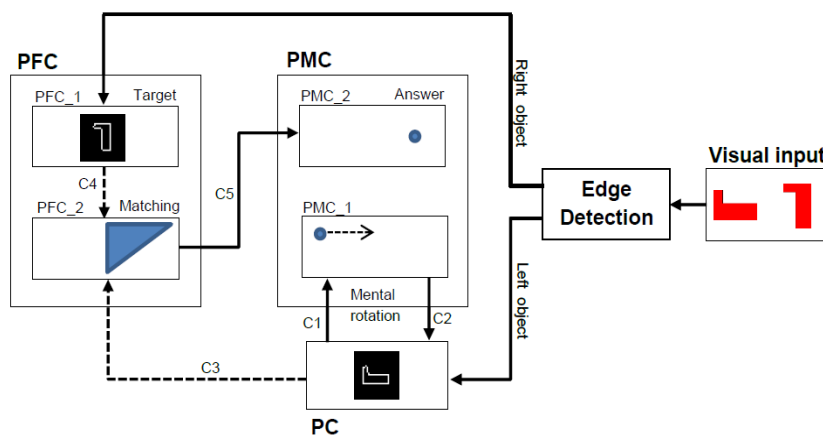 PFC
PMC
PFC_1
Target
PMC_2
Answer
Right object
Visual input
C4
C5
Edge
Detection
PFC_2
Matching
PMC_1
Left object
Mental
rotation
C1
C2
C3
PC